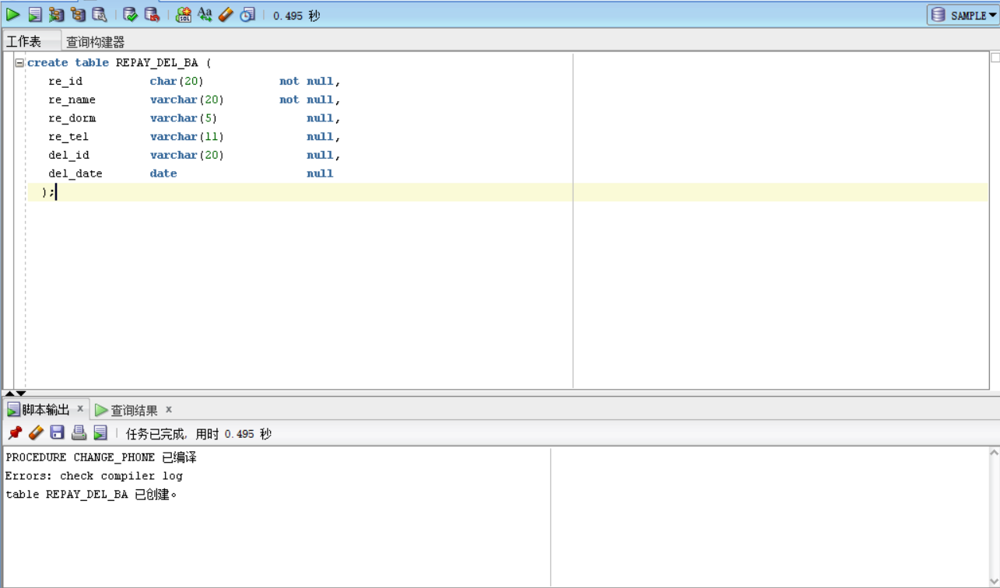 0.495 秒
SAMPLE
工作表 查询构建器
create table REPAY_DEL_BA (
re_id char(20) not null,
re_name varchar(20) not null,
re_dorm varchar(5) null,
re_tel varchar(11) null,
del_id varchar(20) null,
del_date date null
);
脚本输出 x 查询结果 x
任务已完成, 用时 0.495 秒
PROCEDURE CHANGE_PHONE 已编译
Errors: check compiler log
table REPAY_DEL_BA 已创建。